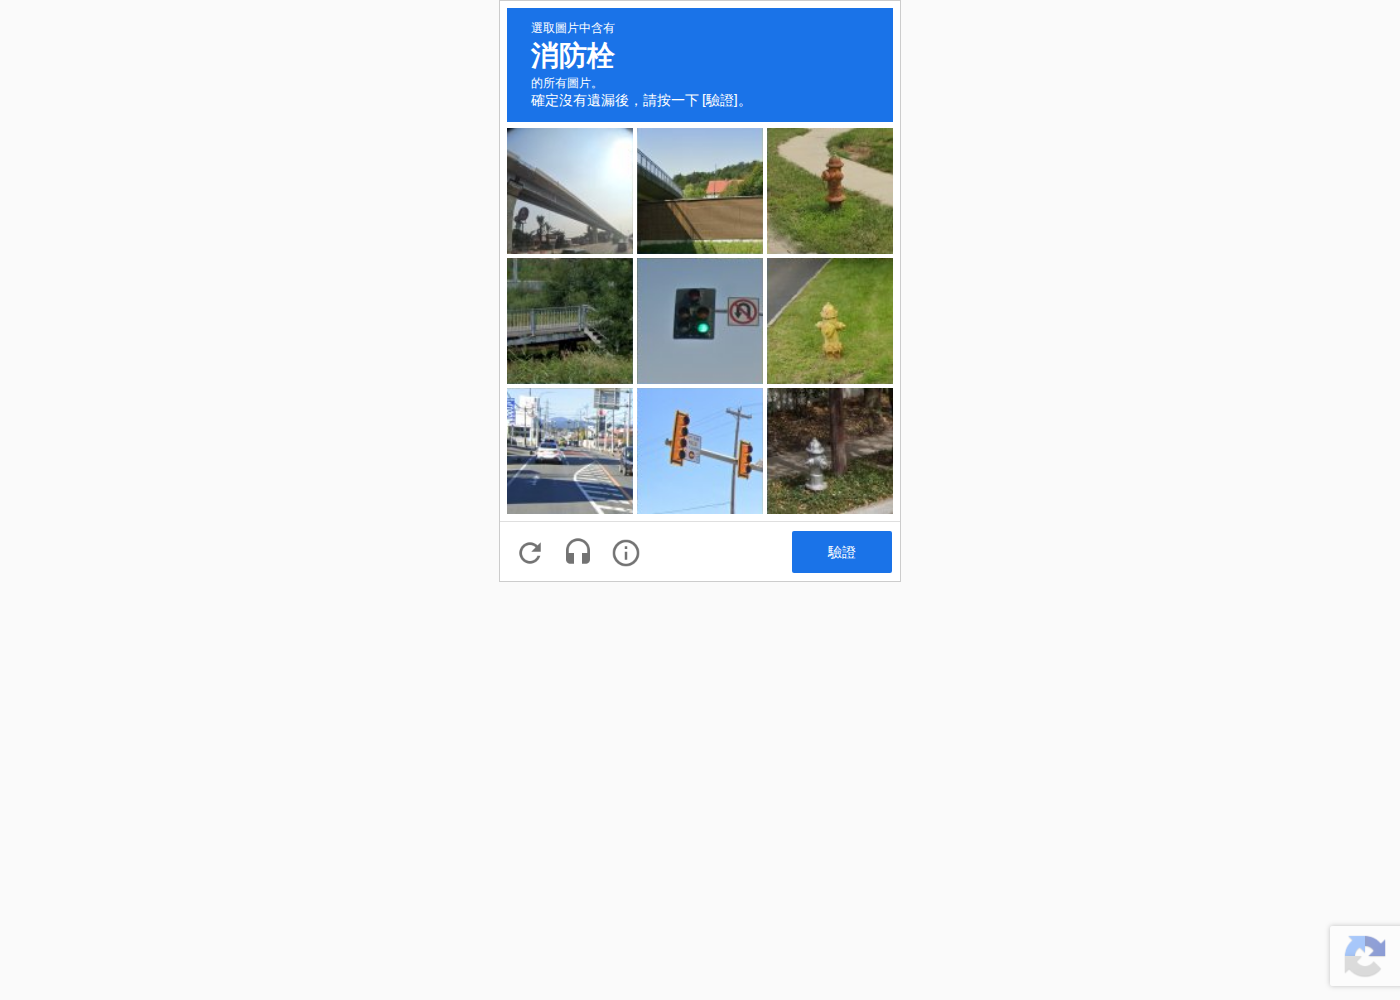 選取圖片中含有
消防栓
的所有圖片。
確定沒有遺漏後，請按一下 [驗證]。
驗證